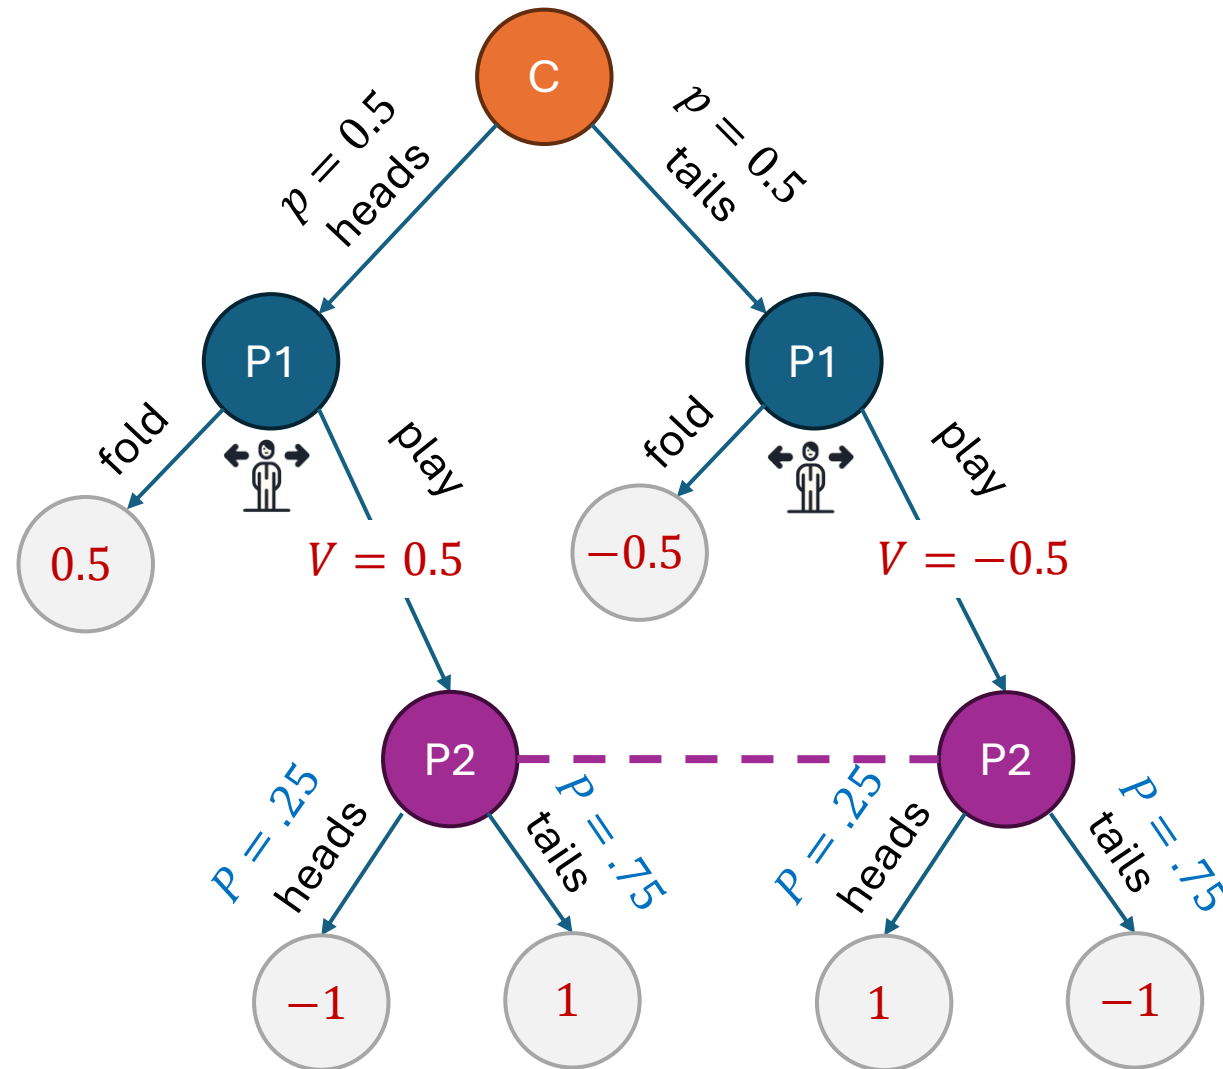 C
p = 0.5
heads
p = 0.5
tails
P1
P1
fold
play
fold
play
0.5
V = 0.5
−0.5
V = −0.5
P2
P2
P = .25
heads
P = .75
tails
P = .25
heads
P = .75
tails
−1
1
1
−1